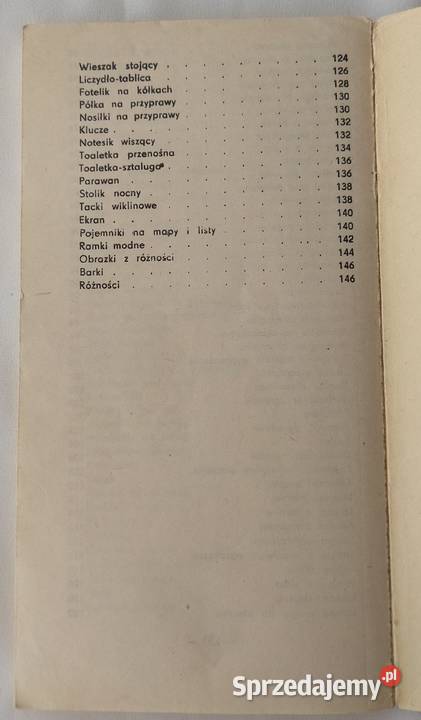 Wieszak stojący . . . . . . . . 124
Liczydło-tablica . . . . . . . . 126
Fotelik na kółkach . . . . . . . 128
Półka na przyprawy . . . . . . . 130
Nosiłki na przyprawy . . . . . . 130
Klucze . . . . . . . . . . 132
Notesik wiszący . . . . . . . . 132
Toaletka przenośna . . . . . . . 134
Toaletka-sztaluga . . . . . . . 136
Parawan . . . . . . . . . 136
Stolik nocny . . . . . . . . . 138
Tacki wiklinowe . . . . . . . . 138
Ekran . . . . . . . . . . 140
Pojemniki na mapy i listy . . . . . 140
Ramki modne . . . . . . . . 142
Obrazki z różności . . . . . . . 144
Barki . . . . . . . . . . 146
Różności . . . . . . . . . 146
Sprzedajemy.pl